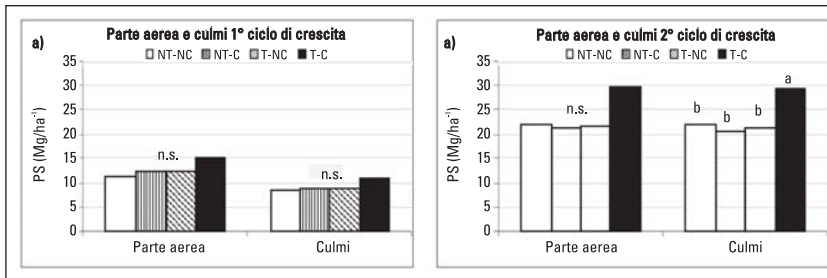 a)
Parte aerea e culmi 1° ciclo di crescita
NT-NC NT-C T-NC T-C
35
30
25
20
15
10
5
0
PS (Mg/ha⁻¹)
n.s.
n.s.
Parte aerea
Culmi
a)
Parte aerea e culmi 2° ciclo di crescita
NT-NC NT-C T-NC T-C
35
30
25
20
15
10
5
0
PS (Mg/ha⁻¹)
n.s.
b
b
b
a
Parte aerea
Culmi